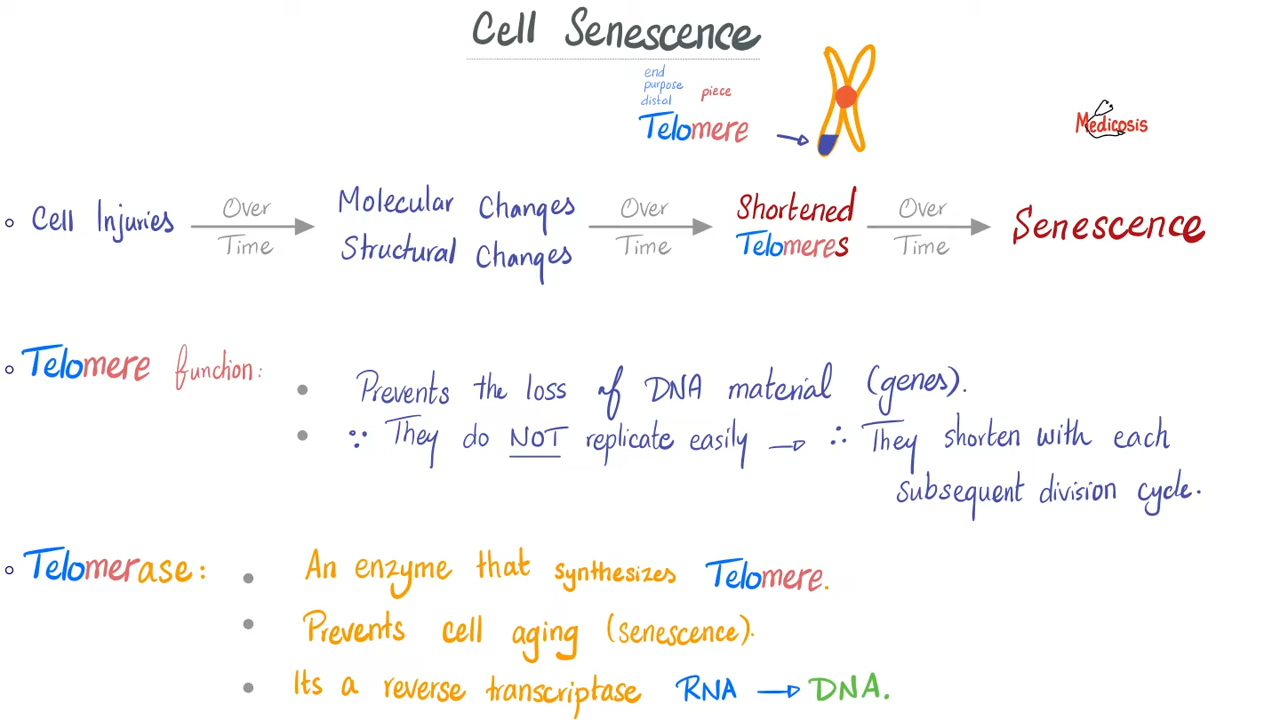 Cell Senescence
end
purpose
distal
piece
Telomere
Medicosis
Cell Injuries
Over
Time
Molecular Changes
Structural Changes
Over
Time
Shortened
Telomeres
Over
Time
Senescence
Telomere function:
Prevents the loss of DNA material (genes).
∵ They do NOT replicate easily → ∴ They shorten with each
subsequent division cycle.
Telomerase:
An enzyme that synthesizes Telomere.
Prevents cell aging (senescence).
Its a reverse transcriptase RNA → DNA.